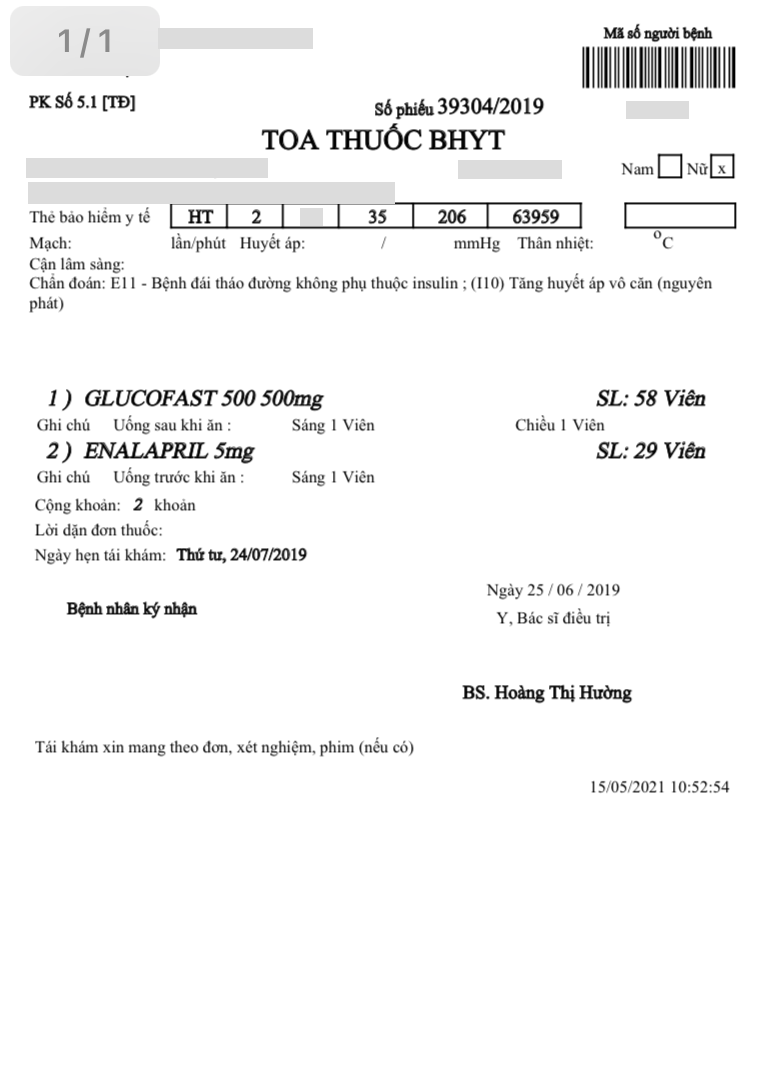 1/1
Mã số người bệnh
PK Số 5.1 [TĐ]
Số phiếu 39304/2019
TOA THUỐC BHYT
Nam Nữ x
Thẻ bảo hiểm y tế HT 2 35 206 63959
Mạch: lần/phút Huyết áp: / mmHg Thân nhiệt: °C
Cận lâm sàng:
Chẩn đoán: E11 - Bệnh đái tháo đường không phụ thuộc insulin ; (I10) Tăng huyết áp vô căn (nguyên
phát)
1 ) GLUCOFAST 500 500mg SL: 58 Viên
Ghi chú Uống sau khi ăn : Sáng 1 Viên Chiều 1 Viên
2 ) ENALAPRIL 5mg SL: 29 Viên
Ghi chú Uống trước khi ăn : Sáng 1 Viên
Cộng khoản: 2 khoản
Lời dặn đơn thuốc:
Ngày hẹn tái khám: Thứ tư, 24/07/2019
Ngày 25 / 06 / 2019
Bệnh nhân ký nhận
Y, Bác sĩ điều trị
BS. Hoàng Thị Hường
Tái khám xin mang theo đơn, xét nghiệm, phim (nếu có)
15/05/2021 10:52:54